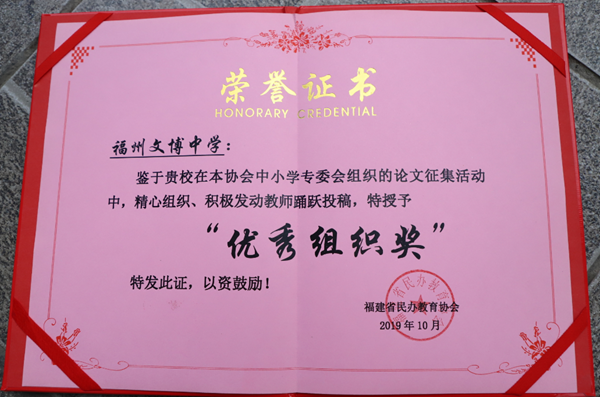 荣誉证书
HONORARY CREDENTIAL
福州文博中学：
鉴于贵校在本协会中小学专委会组织的论文征集活动
中，精心组织、积极发动教师踊跃投稿，特授予
“优秀组织奖”
特发此证，以资鼓励！
福建省民办教育协会
2019年10月